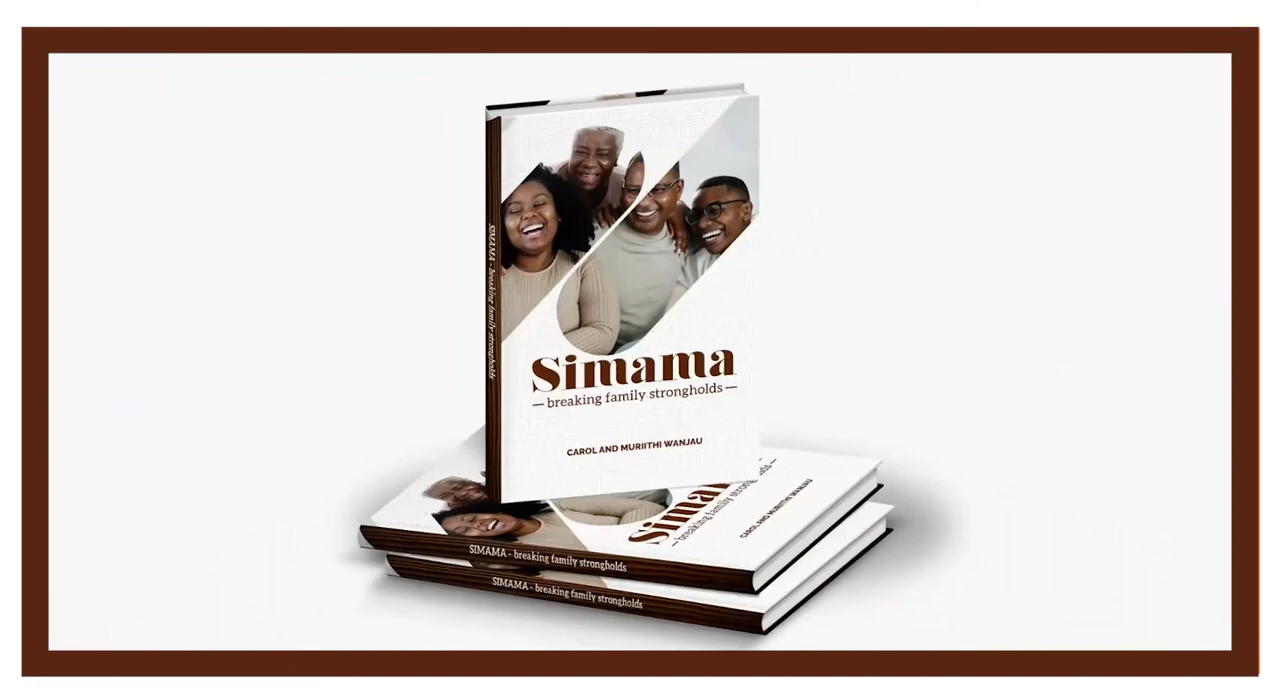 SIMAMA - breaking family strongholds
Simama
— breaking family strongholds —
CAROL AND MURIITHI WANJAU
Simama
— breaking family strongholds —
CAROL AND MURIITHI WANJAU
SIMAMA - breaking family strongholds
SIMAMA - breaking family strongholds